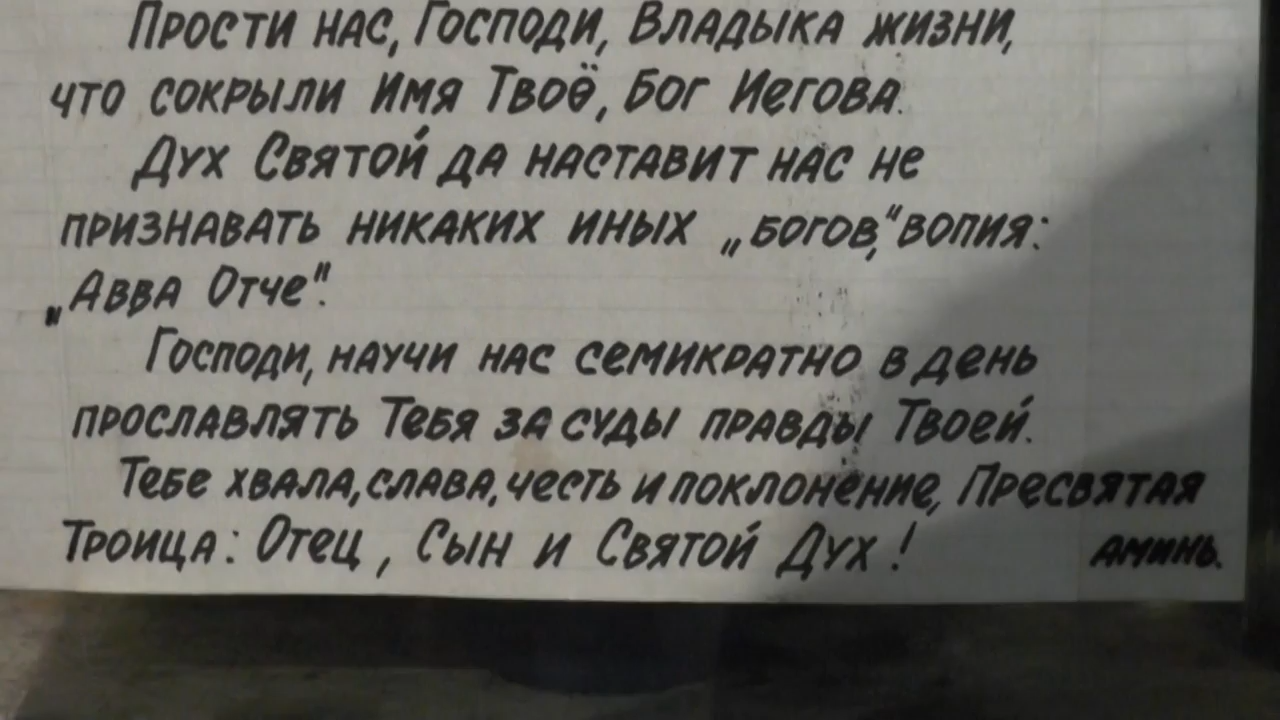 Прости нас, Господи, Владыка жизни,
что сокрыли Имя Твоё, Бог Иегова.
Дух Святой да наставит нас не
признавать никаких иных „богов,“ вопия:
„Авва Отче“.
Господи, научи нас семикратно в день
прославлять Тебя за суды правды Твоей.
Тебе хвала, слава, честь и поклонение, Пресвятая
Троица: Отец, Сын и Святой Дух!
аминь.